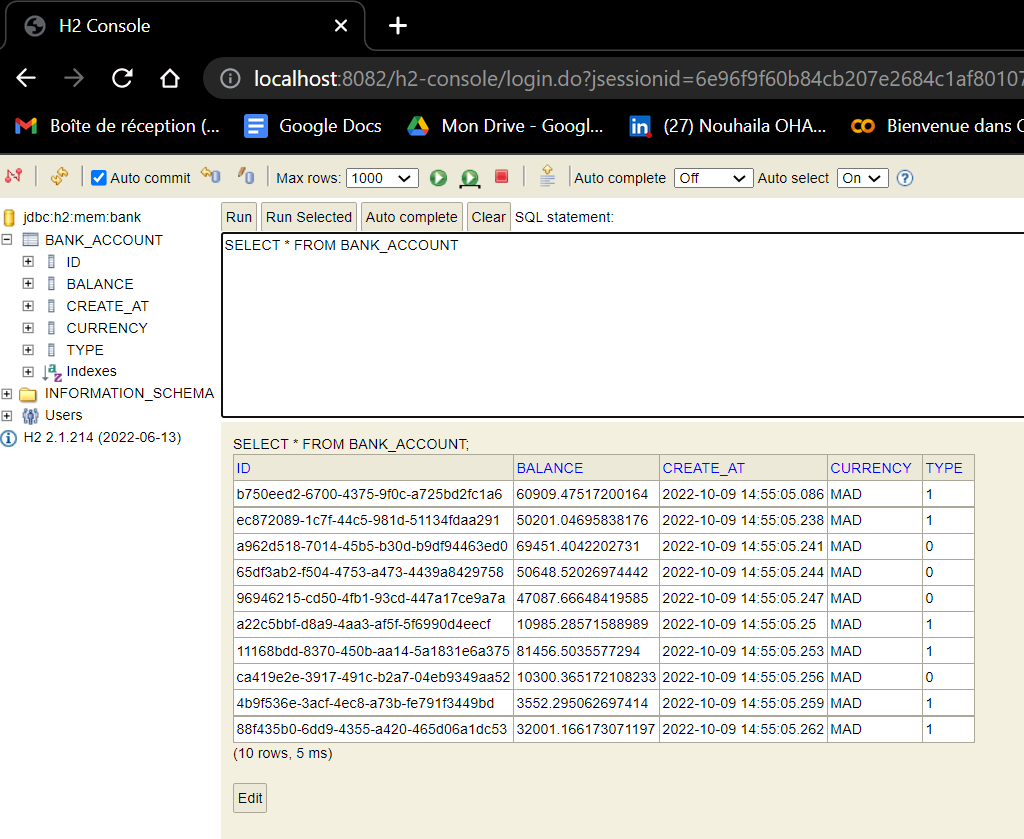 H2 Console
localhost:8082/h2-console/login.do?jsessionid=6e96f9f60b84cb207e2684c1af80107
Boîte de réception (... Google Docs Mon Drive - Googl... (27) Nouhaila OHA... Bienvenue dans C
Auto commit Max rows: 1000 Auto complete Off Auto select On
jdbc:h2:mem:bank
BANK_ACCOUNT
ID
BALANCE
CREATE_AT
CURRENCY
TYPE
Indexes
INFORMATION_SCHEMA
Users
H2 2.1.214 (2022-06-13)
Run Run Selected Auto complete Clear SQL statement:
SELECT * FROM BANK_ACCOUNT
SELECT * FROM BANK_ACCOUNT;
ID BALANCE CREATE_AT CURRENCY TYPE
b750eed2-6700-4375-9f0c-a725bd2fc1a6 60909.47517200164 2022-10-09 14:55:05.086 MAD 1
ec872089-1c7f-44c5-981d-51134fdaa291 50201.04695838176 2022-10-09 14:55:05.238 MAD 1
a962d518-7014-45b5-b30d-b9df94463ed0 69451.4042202731 2022-10-09 14:55:05.241 MAD 0
65df3ab2-f504-4753-a473-4439a8429758 50648.52026974442 2022-10-09 14:55:05.244 MAD 0
96946215-cd50-4fb1-93cd-447a17ce9a7a 47087.66648419585 2022-10-09 14:55:05.247 MAD 0
a22c5bbf-d8a9-4aa3-af5f-5f6990d4eecf 10985.28571588989 2022-10-09 14:55:05.25 MAD 1
11168bdd-8370-450b-aa14-5a1831e6a375 81456.5035577294 2022-10-09 14:55:05.253 MAD 1
ca419e2e-3917-491c-b2a7-04eb9349aa52 10300.365172108233 2022-10-09 14:55:05.256 MAD 0
4b9f536e-3acf-4ec8-a73b-fe791f3449bd 3552.295062697414 2022-10-09 14:55:05.259 MAD 1
88f435b0-6dd9-4355-a420-465d06a1dc53 32001.166173071197 2022-10-09 14:55:05.262 MAD 1
(10 rows, 5 ms)
Edit